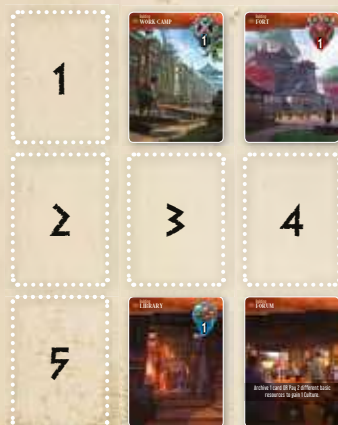 1
Building
WORK CAMP
1
Building
FORT
1
2
3
4
5
Building
LIBRARY
1
Building
FORUM
Archive 1 card OR Pay 2 different basic
resources to gain 1 Culture.